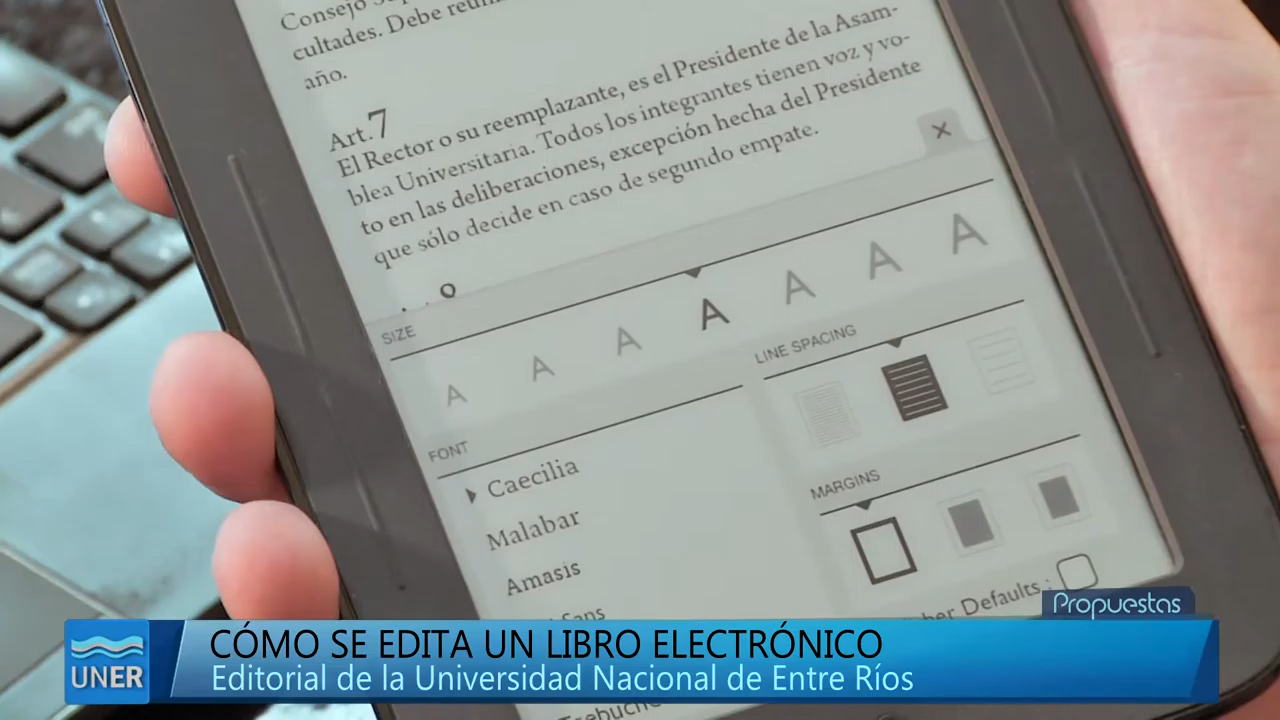 Consejo
cultades. Debe
año.
Art.7
El Rector o su reemplazante, es el Presidente de la Asam-
blea Universitaria. Todos los integrantes tienen voz y vo-
to en las deliberaciones, excepción hecha del Presidente
que sólo decide en caso de segundo empate.
SIZE
A A A A A A A
LINE SPACING
FONT
Caecilia
Malabar
Amasis
Sans
MARGINS
Defaults :
Propuestas
UNER
CÓMO SE EDITA UN LIBRO ELECTRÓNICO
Editorial de la Universidad Nacional de Entre Ríos